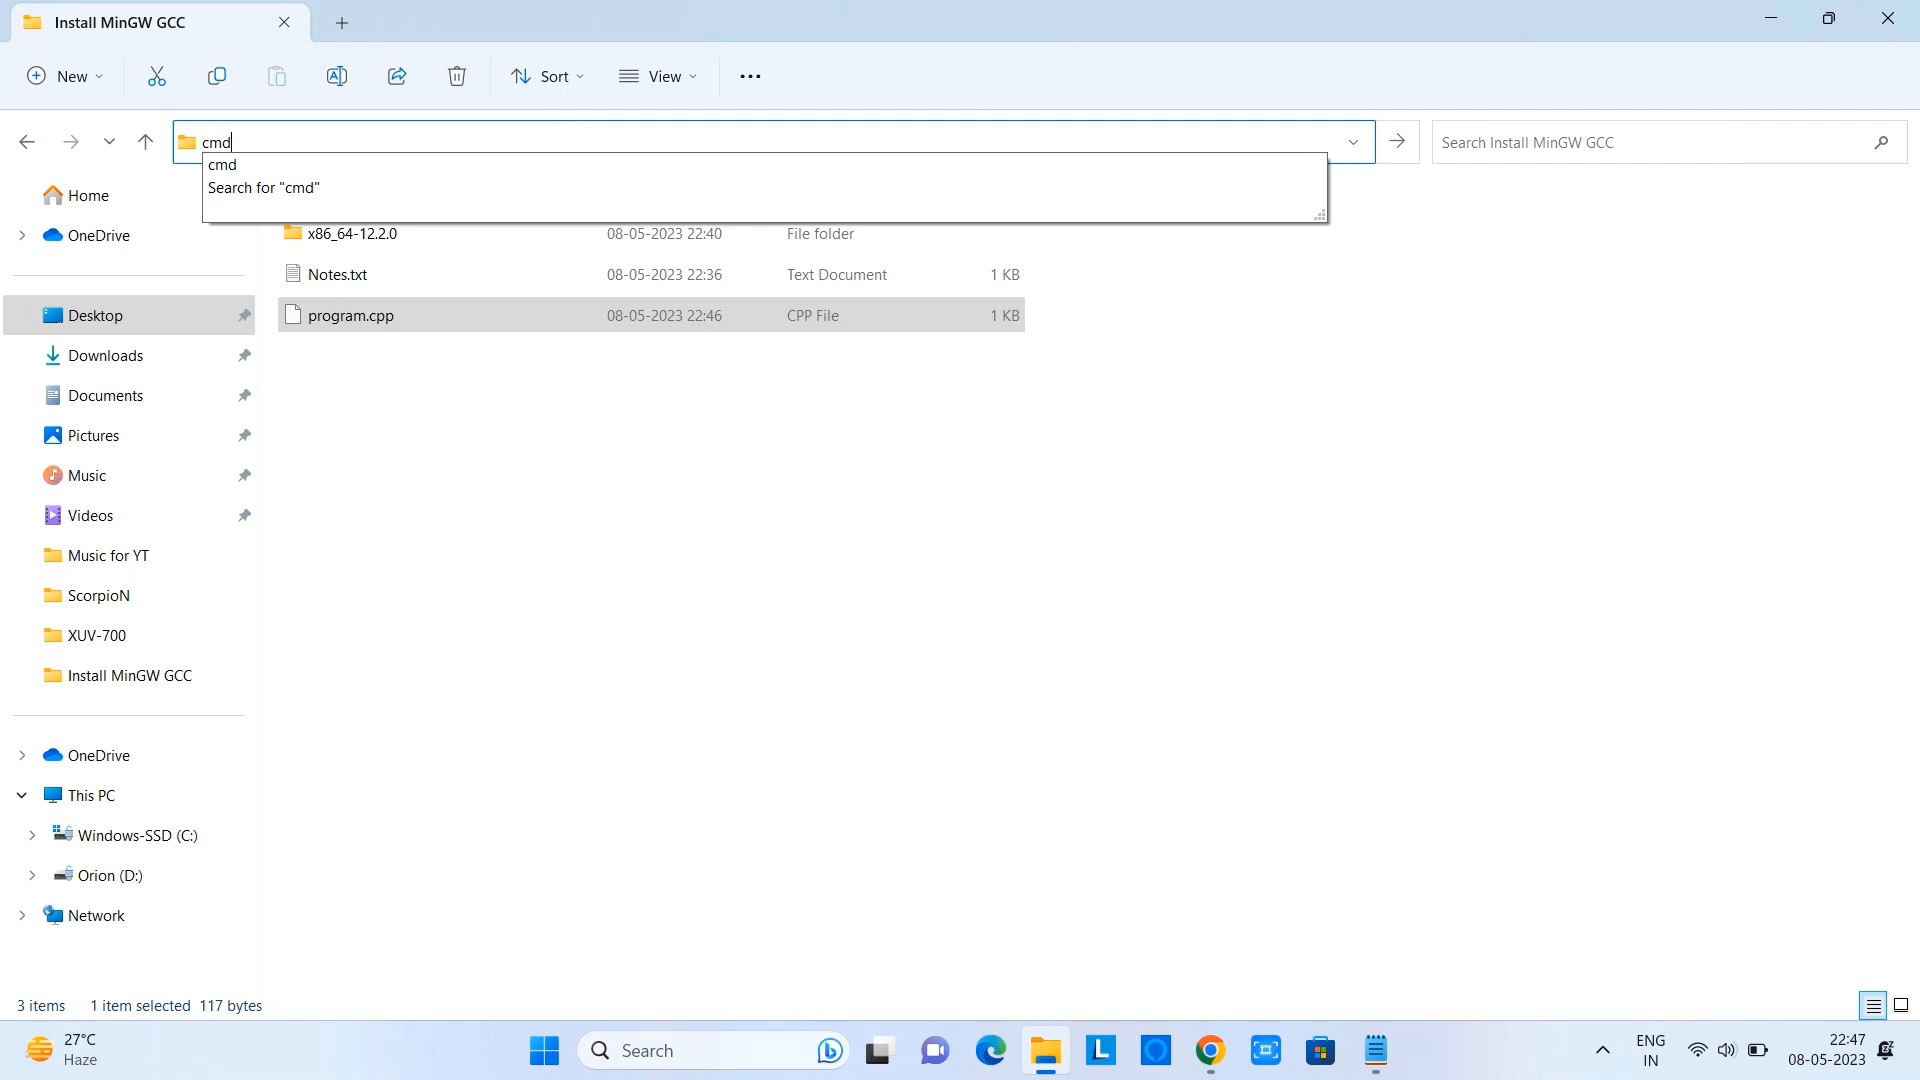 Install MinGW GCC
New
Sort
View
cmd
Search Install MinGW GCC
cmd
Search for "cmd"
Home
OneDrive
x86_64-12.2.0 08-05-2023 22:40 File folder
Notes.txt 08-05-2023 22:36 Text Document 1 KB
program.cpp 08-05-2023 22:46 CPP File 1 KB
Desktop
Downloads
Documents
Pictures
Music
Videos
Music for YT
ScorpioN
XUV-700
Install MinGW GCC
OneDrive
This PC
Windows-SSD (C:)
Orion (D:)
Network
3 items 1 item selected 117 bytes
27°C
Haze
Search
L
ENG
IN
22:47
08-05-2023